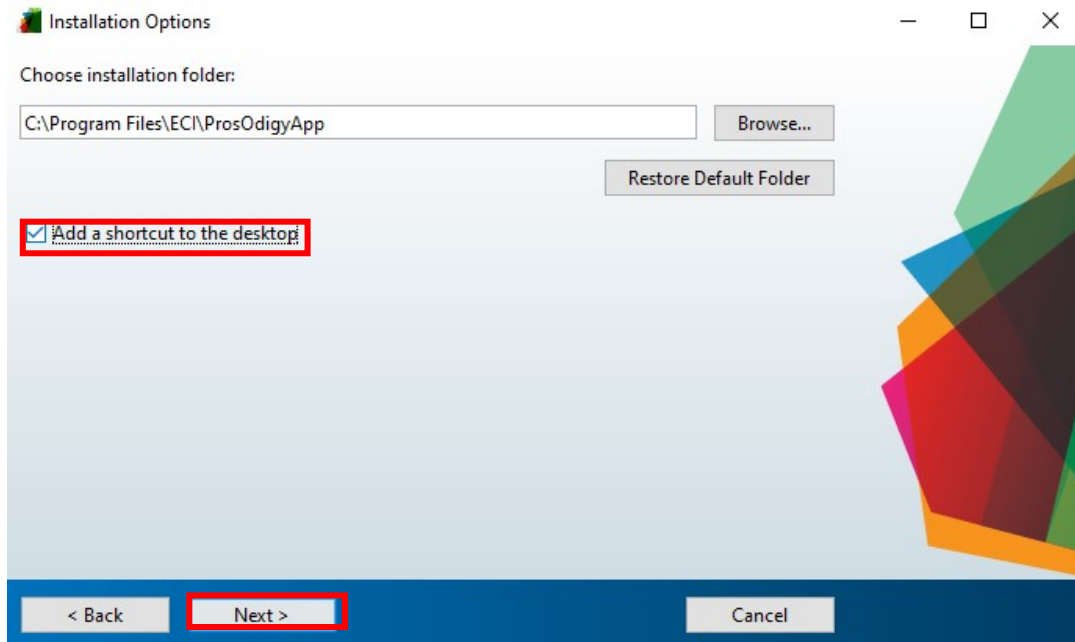 Installation Options
Choose installation folder:
C:\Program Files\ECI\ProsOdigyApp
Browse...
Restore Default Folder
Add a shortcut to the desktop
< Back
Next >
Cancel